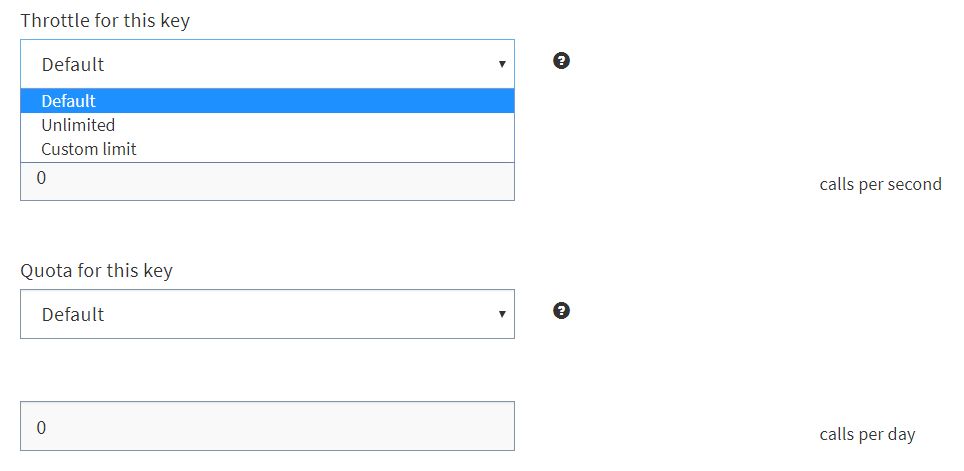 Throttle for this key
Default
Default
Unlimited
Custom limit
0
calls per second
Quota for this key
Default
0
calls per day